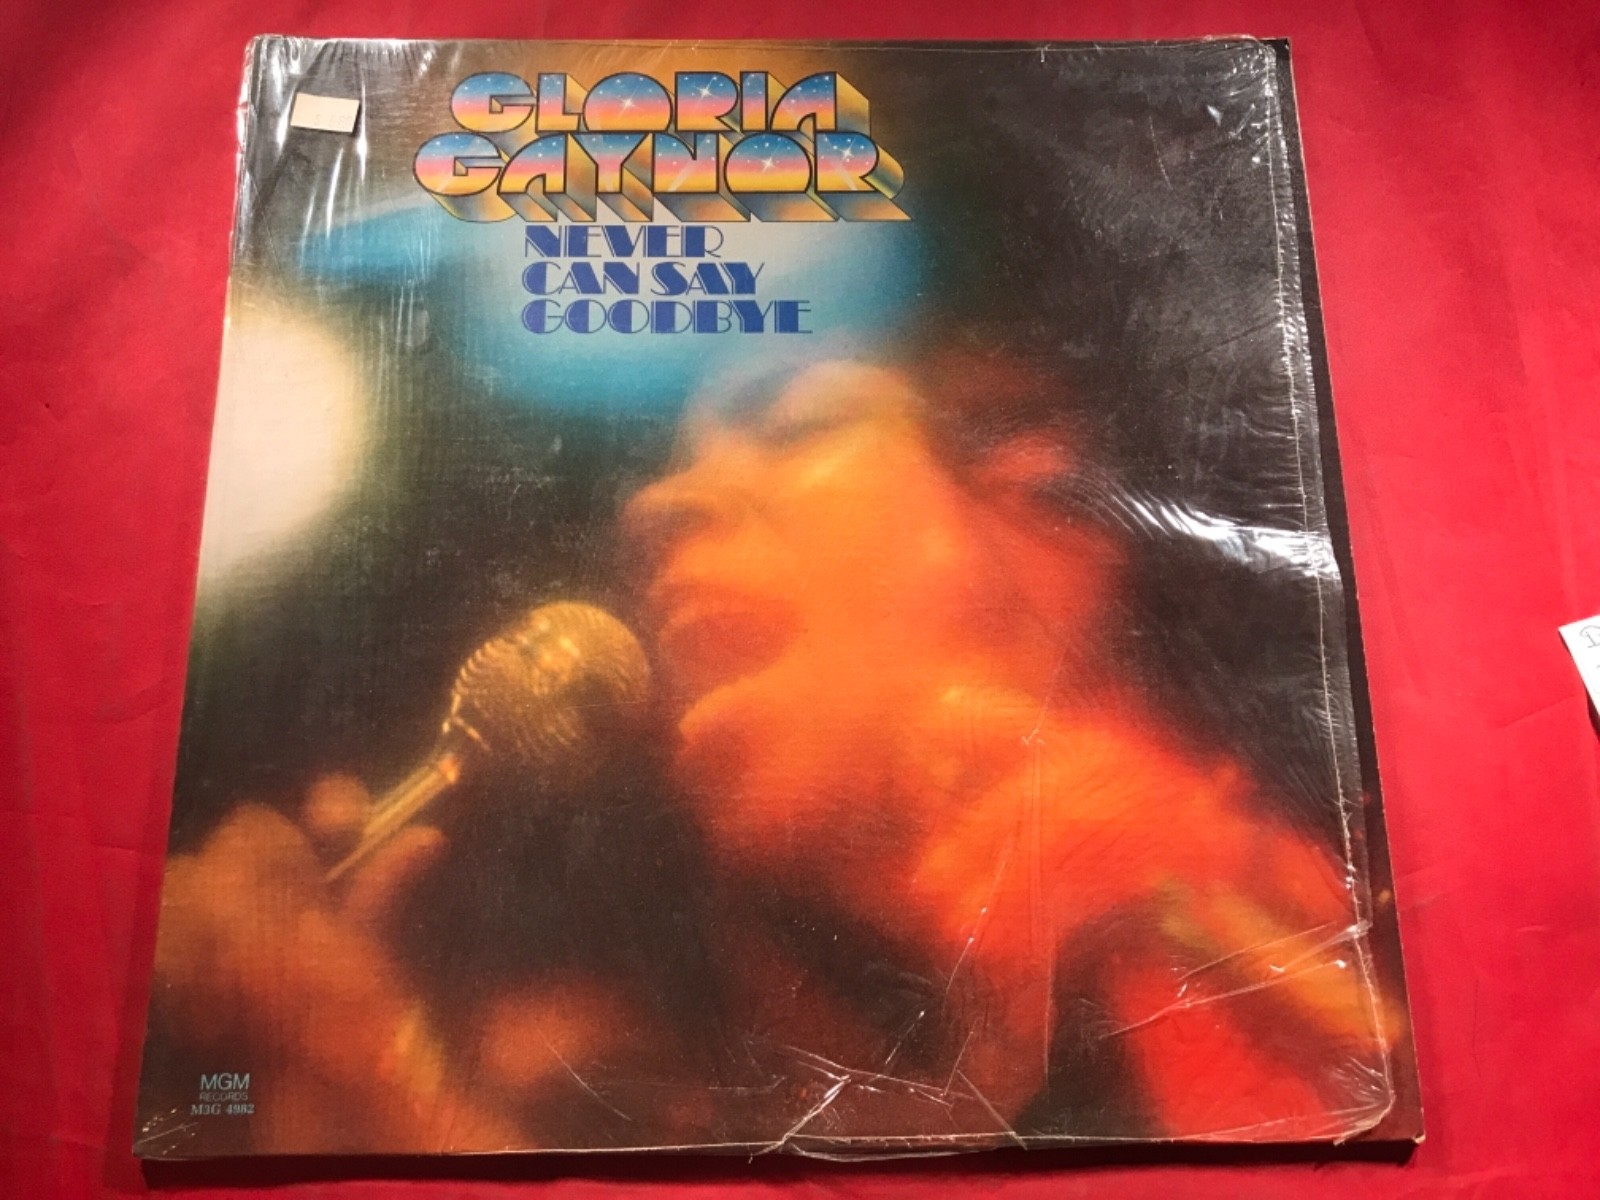 GLORIA
GAYNOR
NEVER
CAN SAY
GOODBYE
MGM
RECORDS
M3G 4982